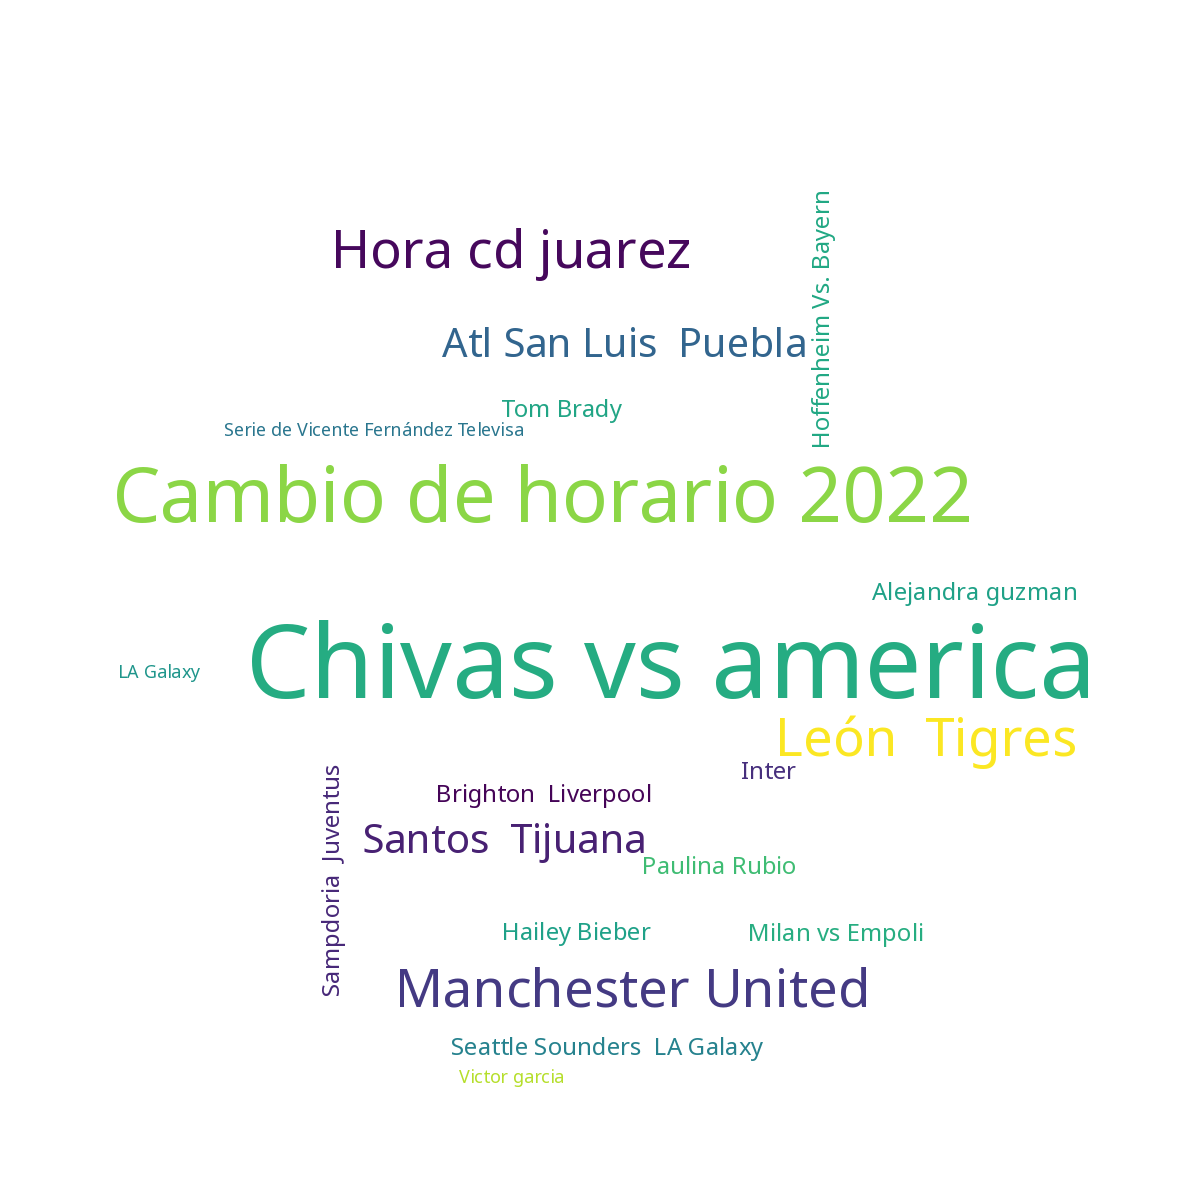 Hora cd juarez
Hoffenheim Vs. Bayern
Atl San Luis Puebla
Tom Brady
Serie de Vicente Fernández Televisa
Cambio de horario 2022
Alejandra guzman
Chivas vs america
LA Galaxy
León Tigres
Inter
Sampdoria Juventus
Brighton Liverpool
Santos Tijuana
Paulina Rubio
Hailey Bieber
Milan vs Empoli
Manchester United
Seattle Sounders LA Galaxy
Victor garcia